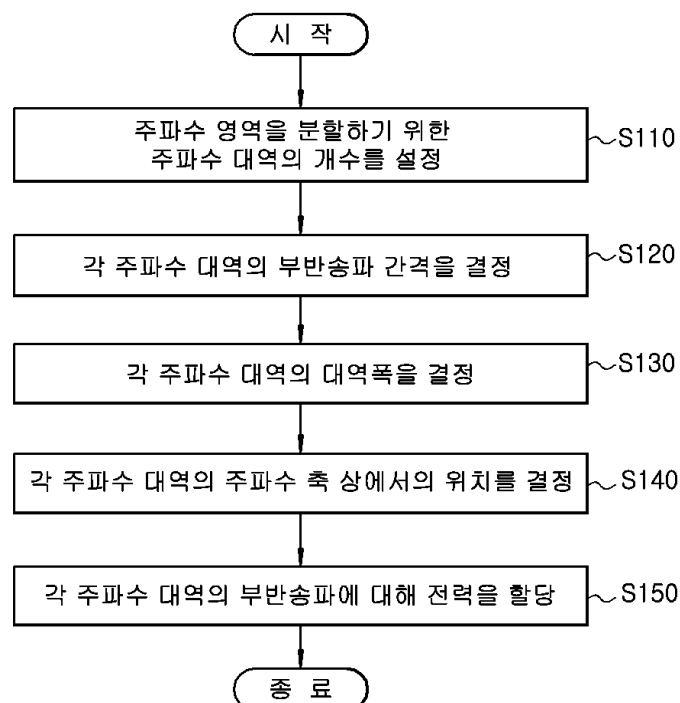 시 작
주파수 영역을 분할하기 위한
주파수 대역의 개수를 설정
S110
각 주파수 대역의 부반송파 간격을 결정
S120
각 주파수 대역의 대역폭을 결정
S130
각 주파수 대역의 주파수 축 상에서의 위치를 결정
S140
각 주파수 대역의 부반송파에 대해 전력을 할당
S150
종 료